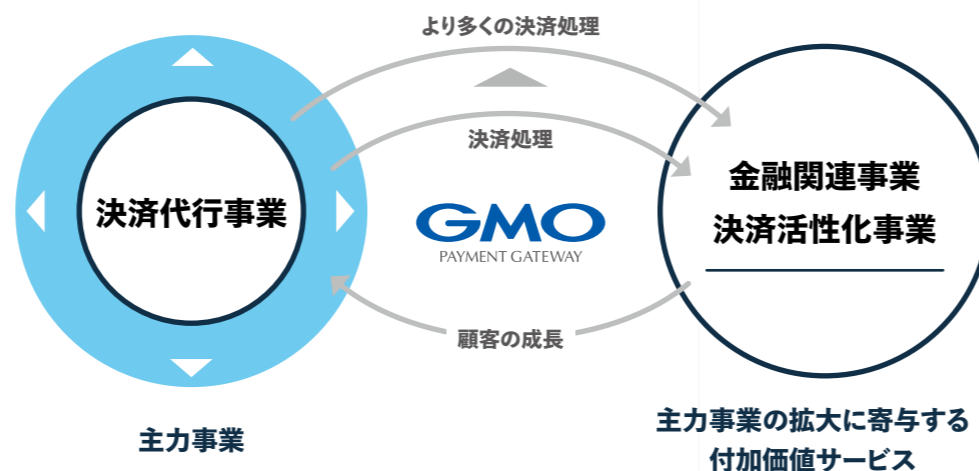 より多くの決済処理
決済処理
決済代行事業
GMO
PAYMENT GATEWAY
金融関連事業
決済活性化事業
顧客の成長
主力事業
主力事業の拡大に寄与する
付加価値サービス